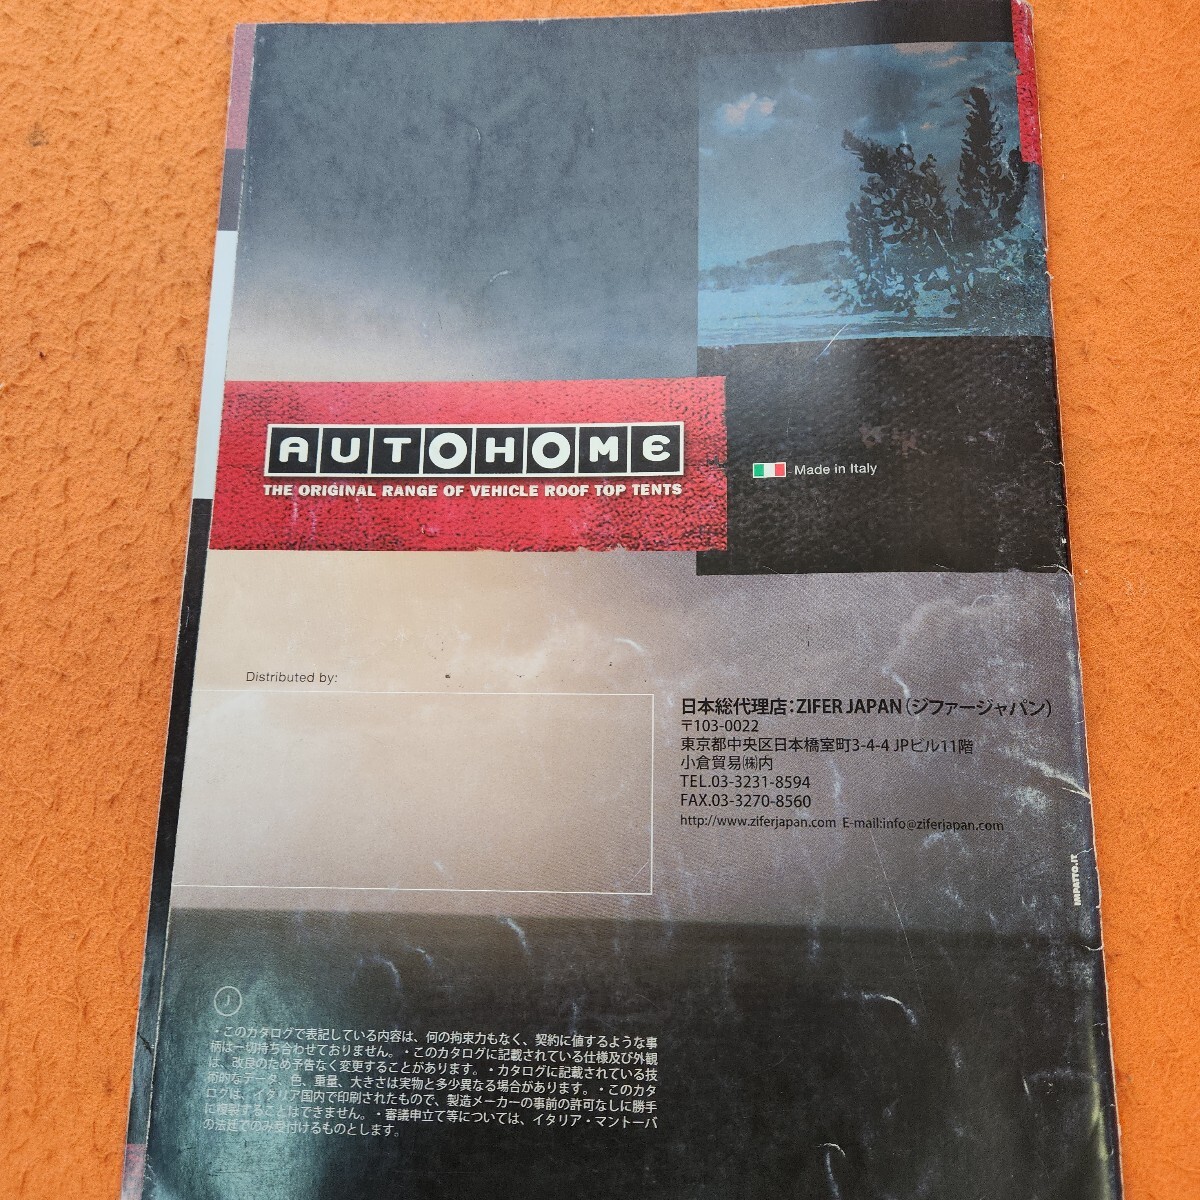 AUTOHOME
THE ORIGINAL RANGE OF VEHICLE ROOF TOP TENTS
Made in Italy
Distributed by:
日本総代理店:ZIFER JAPAN(ジファージャパン)
〒103-0022
東京都中央区日本橋室町3-4-4 JPビル11階
小倉貿易㈱内
TEL.03-3231-8594
FAX.03-3270-8560
http://www.ziferjapan.com E-mail:info@ziferjapan.com
IMPATTO.IT
J
・このカタログで表記している内容は、何の拘束力もなく、契約に値するような事
柄は一切持ち合わせておりません。・このカタログに記載されている仕様及び外観
は、改良のため予告なく変更することがあります。・カタログに記載されている技
術的なデータ、色、重量、大きさは実物と多少異なる場合があります。・このカタ
ログは、イタリア国内で印刷されたもので、製造メーカーの事前の許可なしに勝手
に複製することはできません。・審議申立て等については、イタリア・マントーバ
の法廷でのみ受付けるものとします。